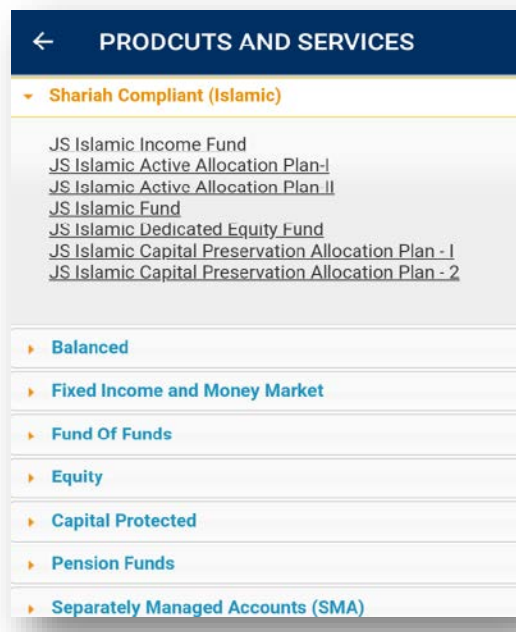 PRODCUTS AND SERVICES
Shariah Compliant (Islamic)
JS Islamic Income Fund
JS Islamic Active Allocation Plan-I
JS Islamic Active Allocation Plan-II
JS Islamic Fund
JS Islamic Dedicated Equity Fund
JS Islamic Capital Preservation Allocation Plan - I
JS Islamic Capital Preservation Allocation Plan - 2
Balanced
Fixed Income and Money Market
Fund Of Funds
Equity
Capital Protected
Pension Funds
Separately Managed Accounts (SMA)